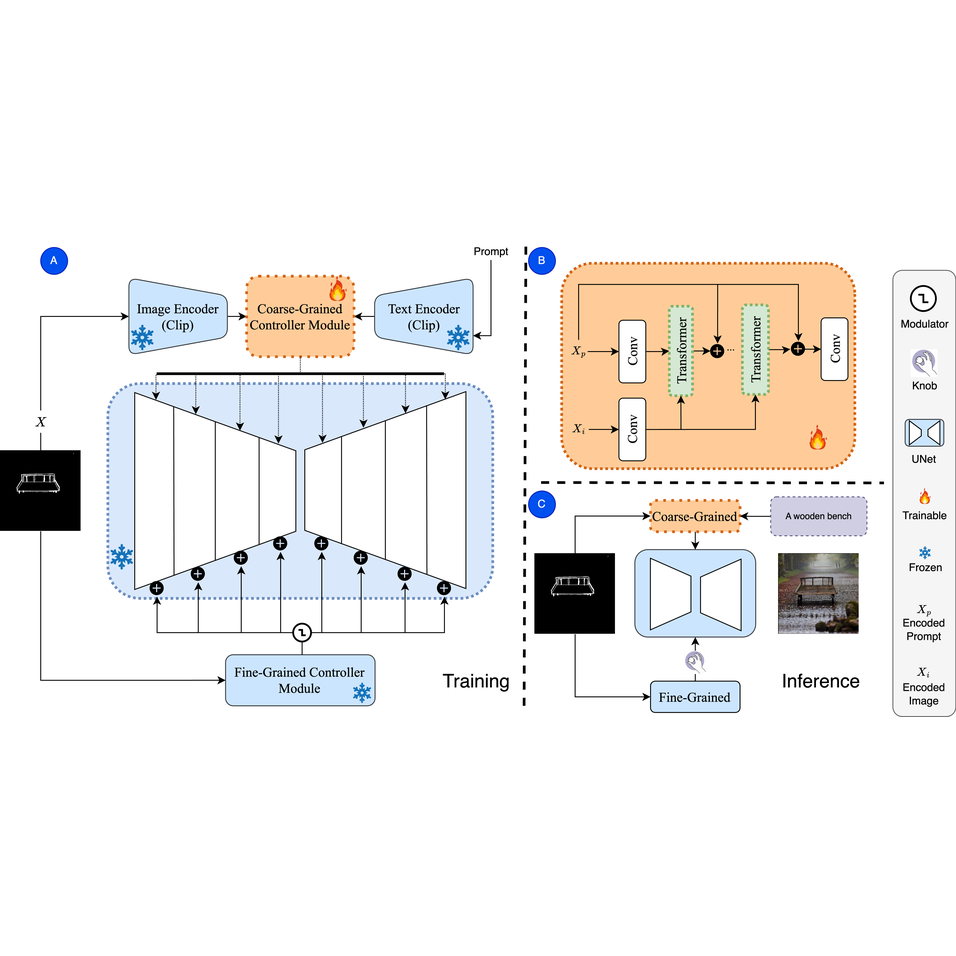 A
Prompt
Image Encoder
(Clip)
Coarse-Grained
Controller Module
Text Encoder
(Clip)
X
Fine-Grained Controller
Module
Training
B
X_p
Conv
Transformer
...
Transformer
Conv
X_i
Conv
C
Coarse-Grained
A wooden bench
Fine-Grained
Inference
Modulator
Knob
UNet
Trainable
Frozen
X_p
Encoded
Prompt
X_i
Encoded
Image